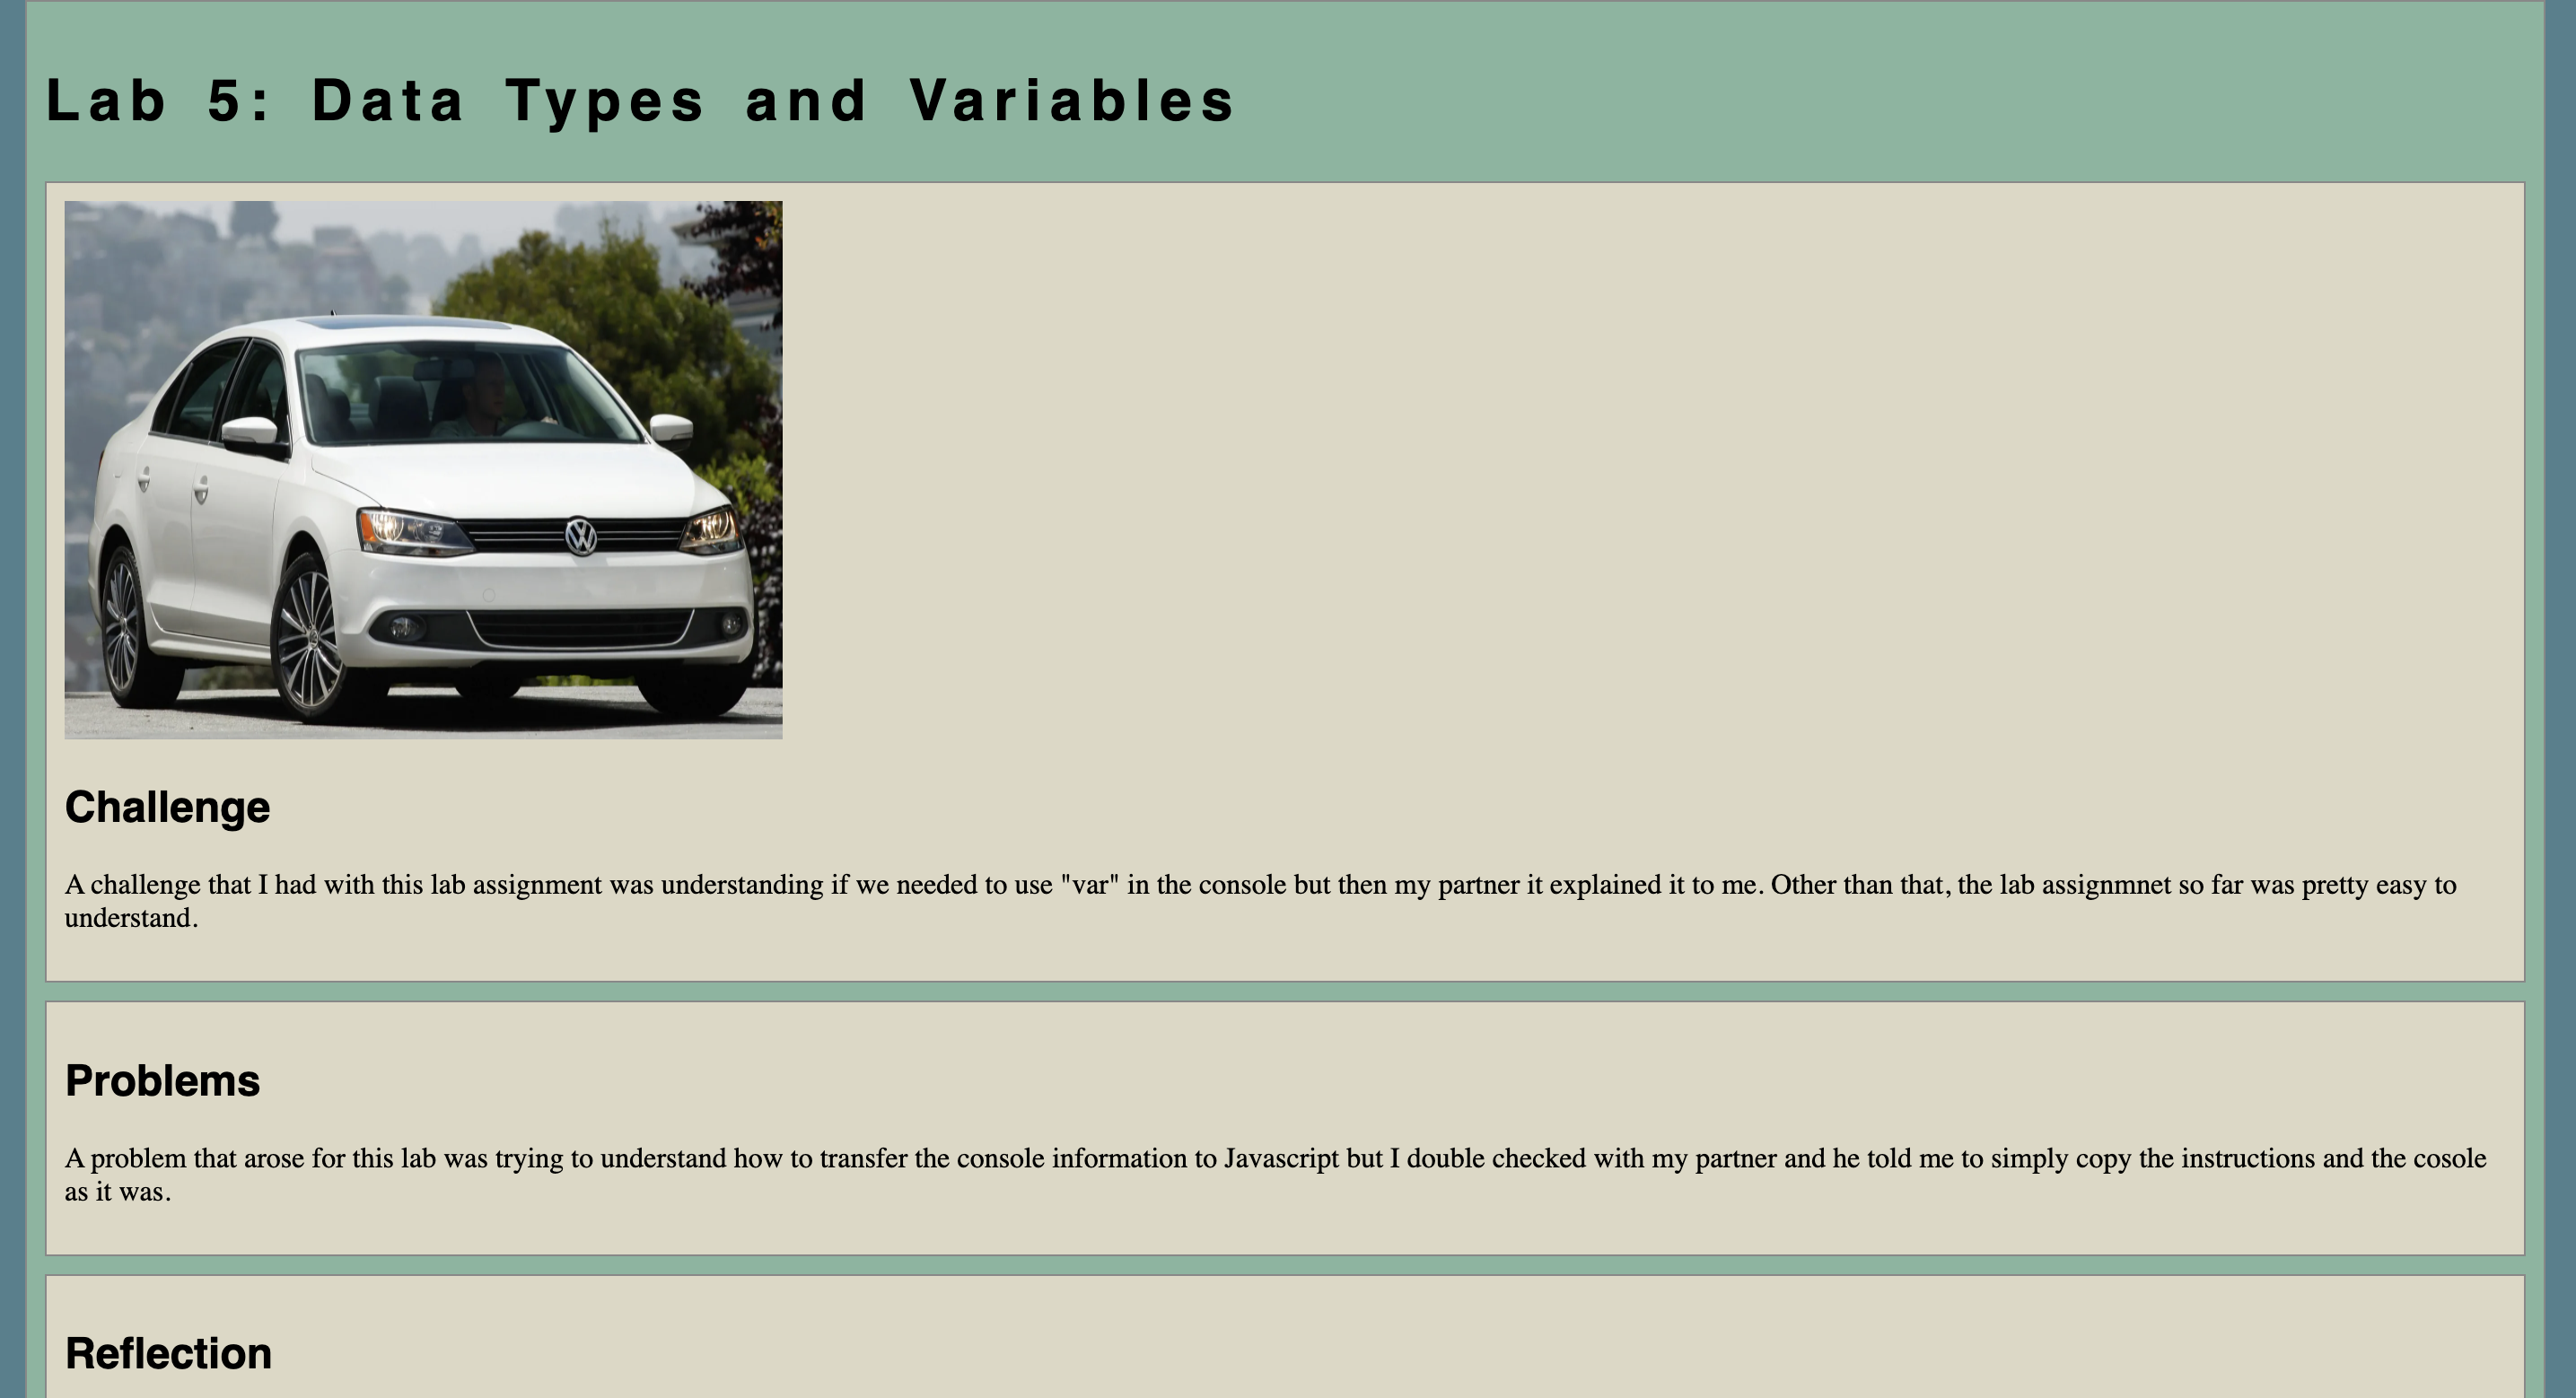 Lab 5: Data Types and Variables
Challenge
A challenge that I had with this lab assignment was understanding if we needed to use "var" in the console but then my partner it explained it to me. Other than that, the lab assignmnet so far was pretty easy to
understand.
Problems
A problem that arose for this lab was trying to understand how to transfer the console information to Javascript but I double checked with my partner and he told me to simply copy the instructions and the cosole
as it was.
Reflection